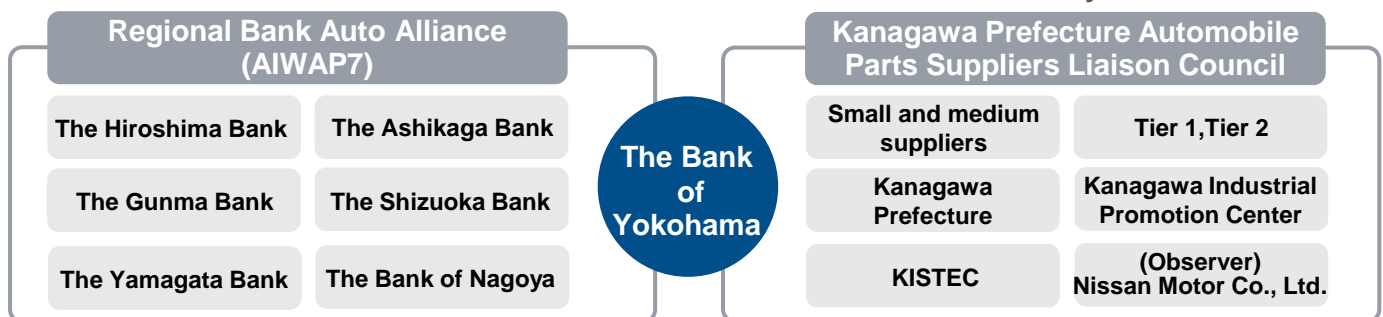 Regional Bank Auto Alliance
(AIWAP7)
The Hiroshima Bank
The Ashikaga Bank
The Gunma Bank
The Shizuoka Bank
The Yamagata Bank
The Bank of Nagoya
The Bank
of
Yokohama
Kanagawa Prefecture Automobile
Parts Suppliers Liaison Council
Small and medium
suppliers
Tier 1,Tier 2
Kanagawa
Prefecture
Kanagawa Industrial
Promotion Center
KISTEC
(Observer)
Nissan Motor Co., Ltd.